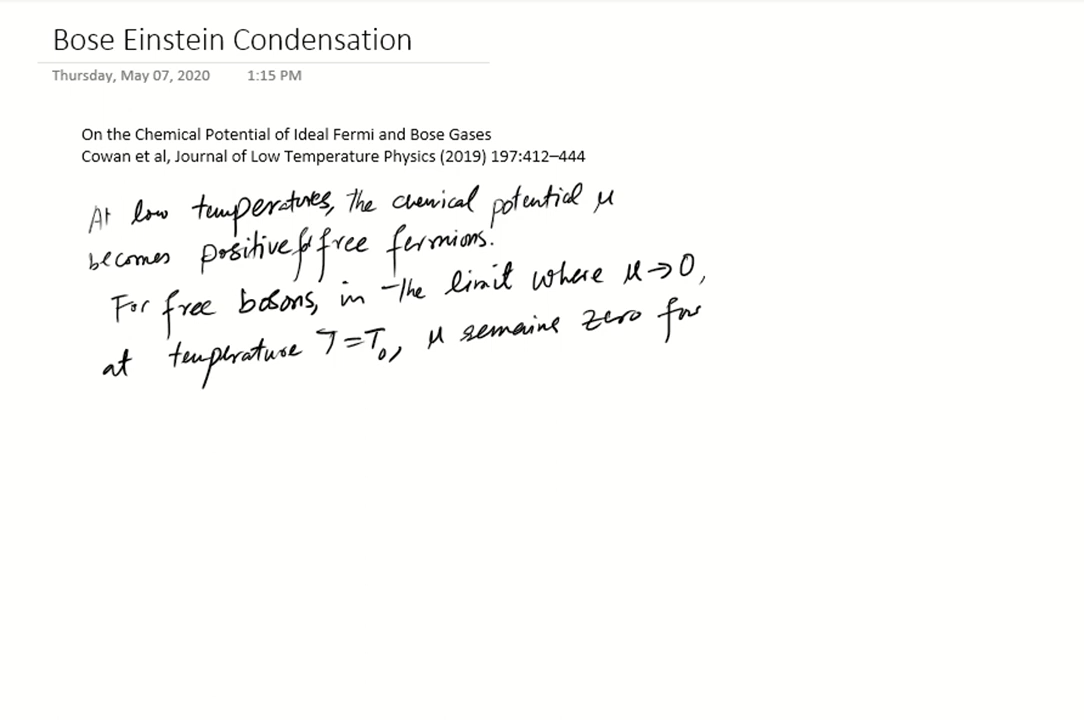 Bose Einstein Condensation
Thursday, May 07, 2020 1:15 PM
On the Chemical Potential of Ideal Fermi and Bose Gases
Cowan et al, Journal of Low Temperature Physics (2019) 197:412–444
At low temperatures, the chemical potential μ
becomes positive for free fermions.
For free bosons, in the limit where μ→0,
at temperature T=T₀, μ remains zero for